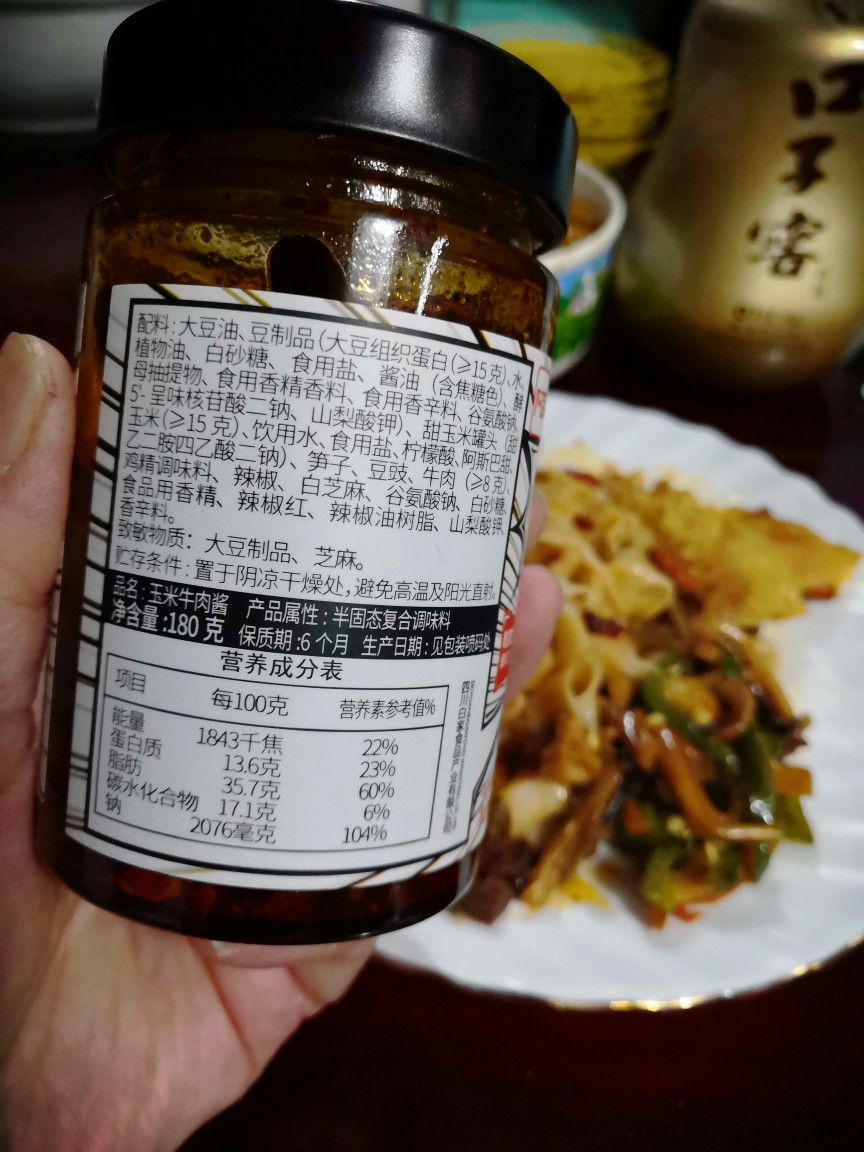 配料:大豆油、豆制品(大豆组织蛋白(≥15克)、水、
植物油、白砂糖、食用盐、酱油(含焦糖色)、酵
母抽提物、食用香精香料、食用香辛料、谷氨酸钠、
5'-呈味核苷酸二钠、山梨酸钾)、甜玉米罐头(甜
玉米(≥15克)、饮用水、食用盐、柠檬酸、阿斯巴甜、
乙二胺四乙酸二钠)、笋子、豆豉、牛肉(≥8克)、
鸡精调味料、辣椒、白芝麻、谷氨酸钠、白砂糖、
食品用香精、辣椒红、辣椒油树脂、山梨酸钾、
香辛料。
致敏物质:大豆制品、芝麻。
贮存条件:置于阴凉干燥处,避免高温及阳光直射。
品名:玉米牛肉酱 产品属性:半固态复合调味料
净含量:180克 保质期:6个月 生产日期:见包装喷码处
营养成分表
项目 每100克 营养素参考值%
能量 1843千焦 22%
蛋白质 13.6克 23%
脂肪 35.7克 60%
碳水化合物 17.1克 6%
钠 2076毫克 104%
四川白家食品产业有限公司
口子窖